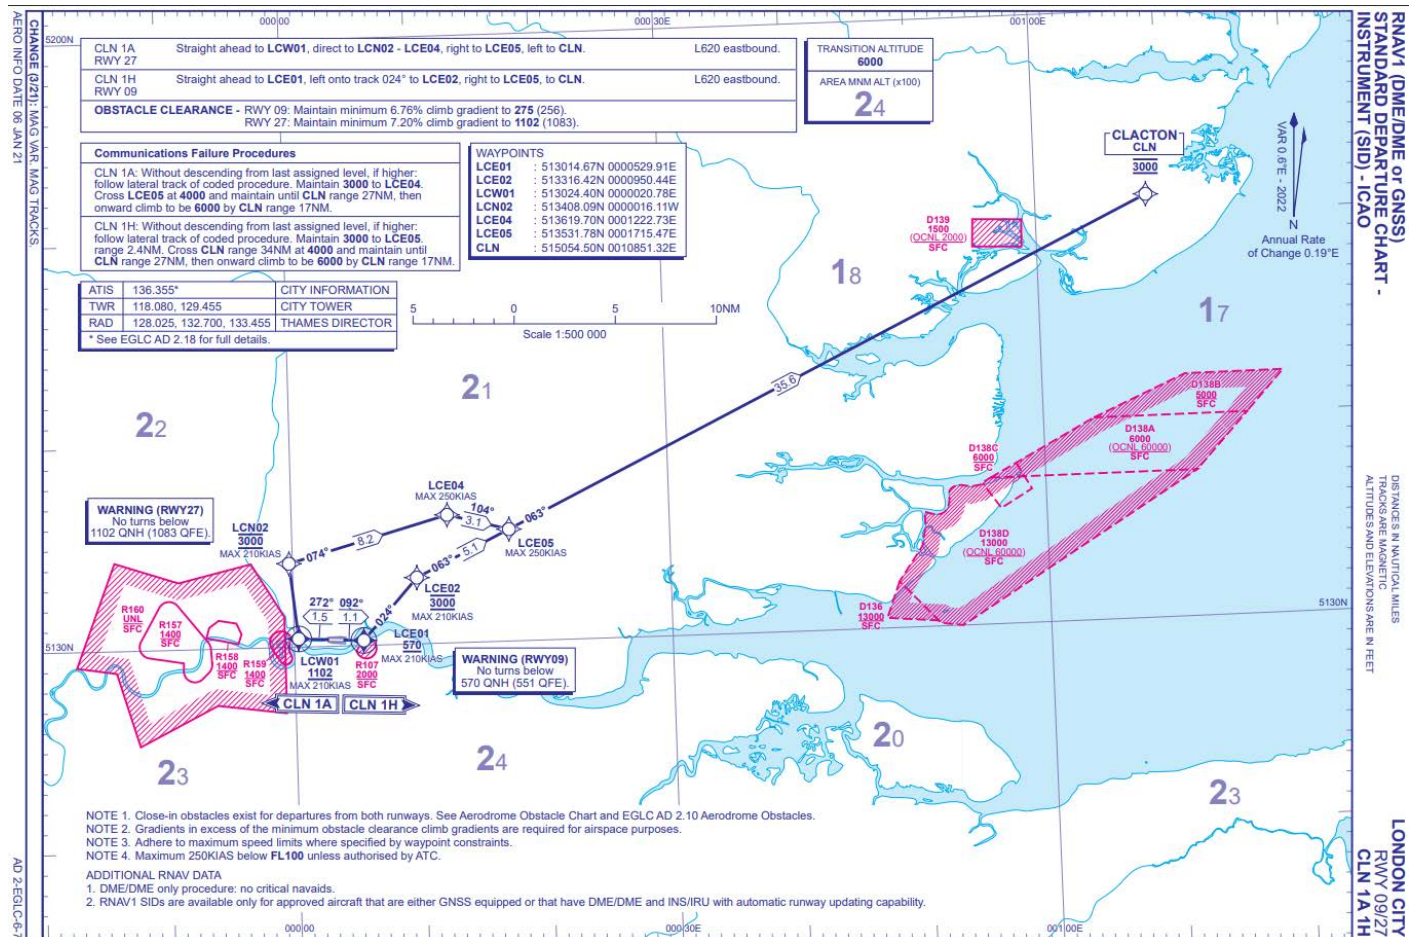 RNAV1 (DME/DME or GNSS)
STANDARD DEPARTURE CHART -
INSTRUMENT (SID) - ICAO
000000
000030E
000100E
5200N
CLN 1A Straight ahead to LCW01, direct to LCN02 - LCE04, right to LCE05, left to CLN. L620 eastbound.
RWY 27
CLN 1H Straight ahead to LCE01, left onto track 024° to LCE02, right to LCE05, to CLN. L620 eastbound.
RWY 09
OBSTACLE CLEARANCE - RWY 09: Maintain minimum 6.76% climb gradient to 275 (256).
RWY 27: Maintain minimum 7.20% climb gradient to 1102 (1083).
TRANSITION ALTITUDE
6000
AREA MNM ALT (x100)
24
Communications Failure Procedures
CLN 1A: Without descending from last assigned level, if higher:
follow lateral track of coded procedure. Maintain 3000 to LCE04.
Cross LCE05 at 4000 and maintain until CLN range 27NM, then
onward climb to be 6000 by CLN range 17NM.
CLN 1H: Without descending from last assigned level, if higher:
follow lateral track of coded procedure. Maintain 3000 to LCE05.
range 2.4NM. Cross CLN range 34NM at 4000 and maintain until
CLN range 27NM, then onward climb to be 6000 by CLN range 17NM.
WAYPOINTS
LCE01 : 513014.67N 0000529.91E
LCE02 : 513316.42N 0000950.44E
LCW01 : 513024.40N 0000020.78E
LCN02 : 513408.09N 0000016.11W
LCE04 : 513619.70N 0001222.73E
LCE05 : 513531.78N 0001715.47E
CLN : 515054.50N 0010851.32E
ATIS 136.355* CITY INFORMATION
TWR 118.080, 129.455 CITY TOWER
RAD 128.025, 132.700, 133.455 THAMES DIRECTOR
* See EGLC AD 2.18 for full details.
5 0 5 10NM
Scale 1:500 000
CLACTON
CLN
3000
VAR 0.6°E - 2022
N
Annual Rate
of Change 0.19°E
D139
1500
(OCNL 2000)
SFC
18
17
21
22
35.6
D138B
5000
SFC
D138A
6000
(OCNL 60000)
SFC
D138C
6000
SFC
D138D
13000
(OCNL 60000)
SFC
D136
13000
SFC
WARNING (RWY27)
No turns below
1102 QNH (1083 QFE).
LCN02
3000
MAX 210KIAS
074°
8.2
LCE04
MAX 250KIAS
104°
3.1
063°
LCE05
MAX 250KIAS
063°
5.1
LCE02
3000
MAX 210KIAS
024°
272°
1.5
092°
1.1
LCE01
570
MAX 210KIAS
LCW01
1102
MAX 210KIAS
R160
UNL
SFC
R157
1400
SFC
R158
1400
SFC
R159
1400
SFC
R107
2000
SFC
CLN 1A
CLN 1H
WARNING (RWY09)
No turns below
570 QNH (551 QFE).
5130N
5130N
23
24
20
23
NOTE 1. Close-in obstacles exist for departures from both runways. See Aerodrome Obstacle Chart and EGLC AD 2.10 Aerodrome Obstacles.
NOTE 2. Gradients in excess of the minimum obstacle clearance climb gradients are required for airspace purposes.
NOTE 3. Adhere to maximum speed limits where specified by waypoint constraints.
NOTE 4. Maximum 250KIAS below FL100 unless authorised by ATC.
ADDITIONAL RNAV DATA
1. DME/DME only procedure: no critical navaids.
2. RNAV1 SIDs are available only for approved aircraft that are either GNSS equipped or that have DME/DME and INS/IRU with automatic runway updating capability.
000000
000030E
000100E
DISTANCES IN NAUTICAL MILES
TRACKS ARE MAGNETIC
ALTITUDES AND ELEVATIONS ARE IN FEET
LONDON CITY
RWY 09/27
CLN 1A 1H
CHANGE (3/21): MAG VAR. MAG TRACKS.
AERO INFO DATE 06 JAN 21
AD 2-EGLC-6-7